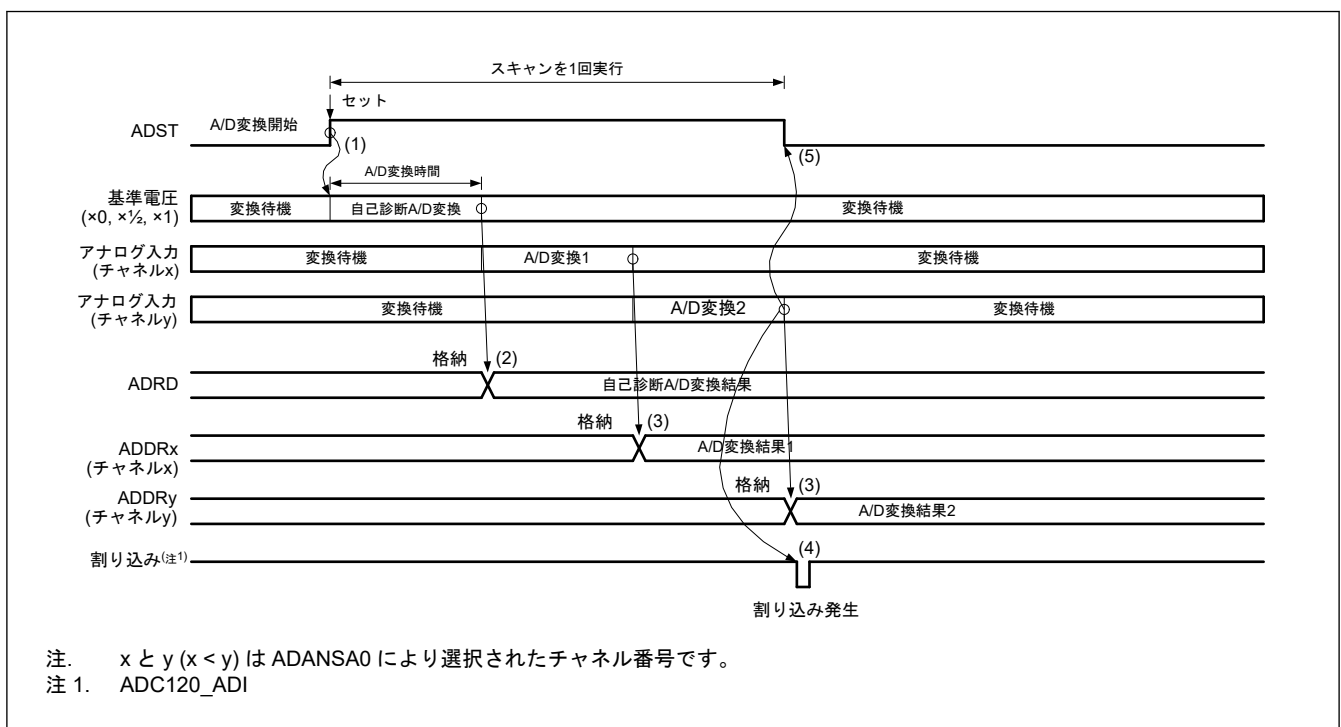 スキャンを1回実行
セット
ADST
A/D変換開始
(1)
(5)
A/D変換時間
基準電圧
(×0, ×½, ×1)
変換待機
自己診断A/D変換
変換待機
アナログ入力
(チャネルx)
変換待機
A/D変換1
変換待機
アナログ入力
(チャネルy)
変換待機
A/D変換2
変換待機
格納
(2)
ADRD
自己診断A/D変換結果
格納
(3)
ADDRx
(チャネルx)
A/D変換結果1
格納
(3)
ADDRy
(チャネルy)
A/D変換結果2
割り込み(注1)
(4)
割り込み発生
注. x と y (x < y) は ADANSA0 により選択されたチャネル番号です。
注 1. ADC120_ADI